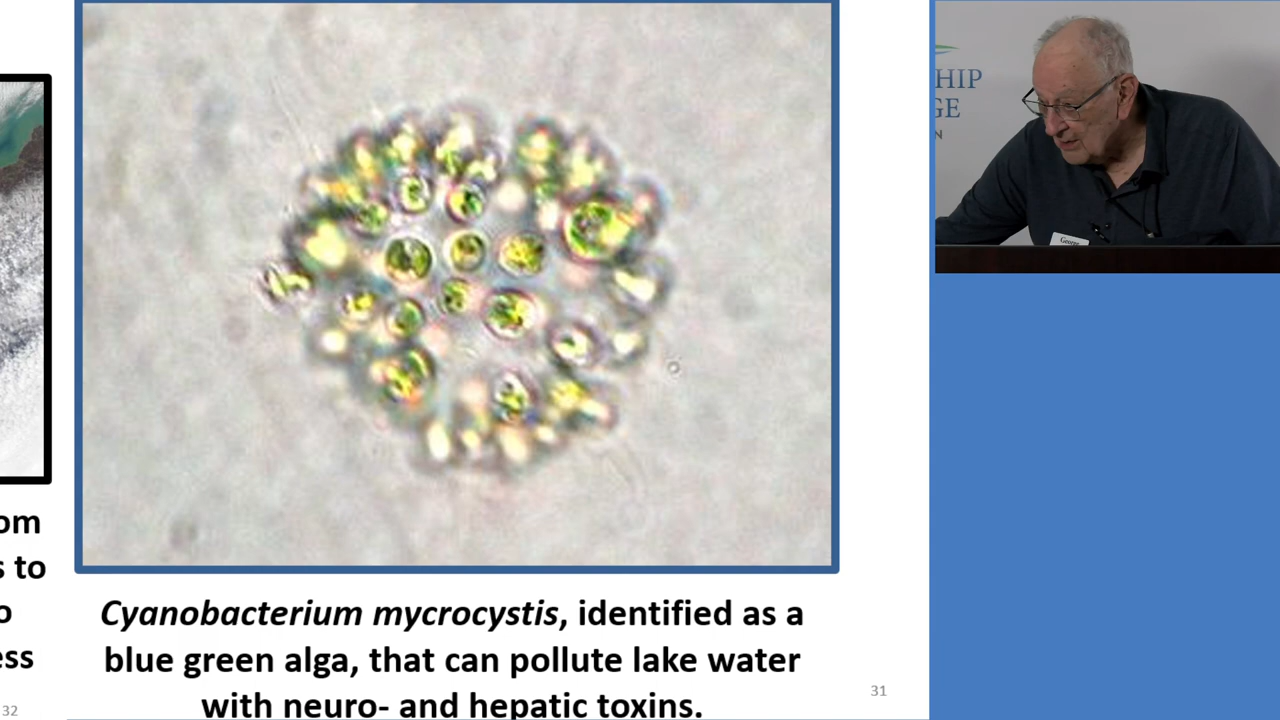 om
s to
o
ess
32
Cyanobacterium mycrocystis, identified as a
blue green alga, that can pollute lake water
with neuro- and hepatic toxins.
31
HIP
GE
N
George